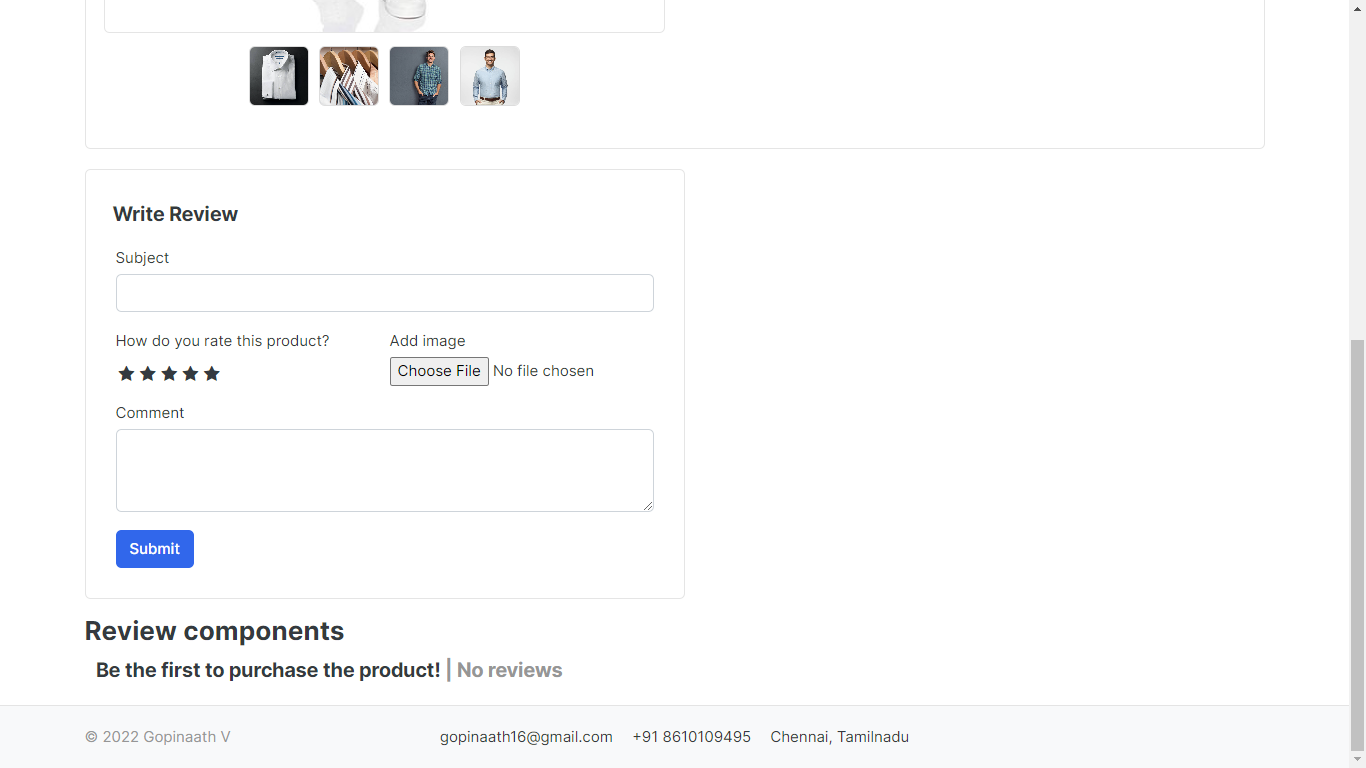 Write Review
Subject
How do you rate this product?
Add image
Choose File No file chosen
Comment
Submit
Review components
Be the first to purchase the product! | No reviews
© 2022 Gopinaath V
gopinaath16@gmail.com
+91 8610109495
Chennai, Tamilnadu